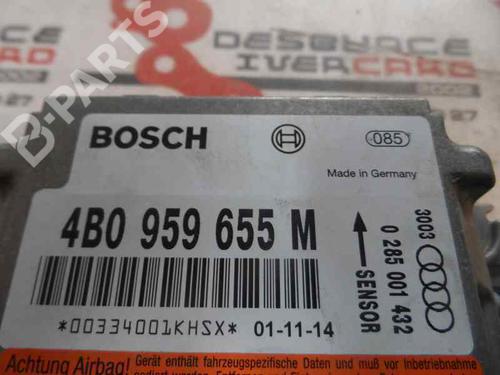 B-PARTS
DESGUACE
IVERCARD
BOSCH
085
Made in Germany
4B0 959 655 M
SENSOR
0 285 001 432
3003
*00334001KHSX* 01-11-14
Achtung Airbag!
Gerät enthält fahrzeugspezifische Daten und muß vor Inbetriebnahme